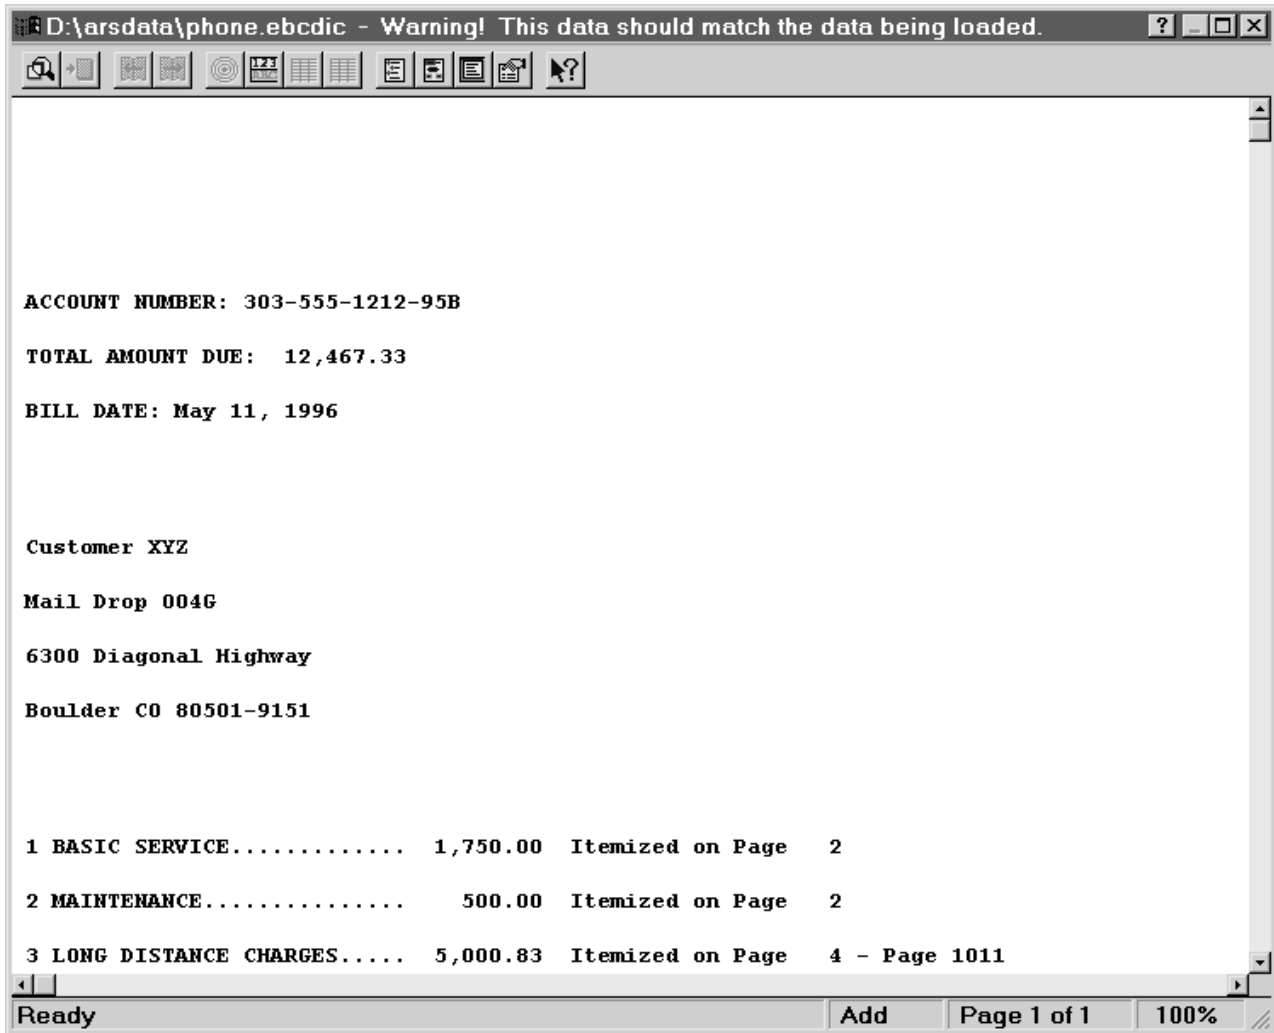 D:\arsdata\phone.ebcdic - Warning! This data should match the data being loaded.
ACCOUNT NUMBER: 303-555-1212-95B
TOTAL AMOUNT DUE:  12,467.33
BILL DATE: May 11, 1996
Customer XYZ
Mail Drop 004G
6300 Diagonal Highway
Boulder CO 80501-9151
1 BASIC SERVICE............. 1,750.00 Itemized on Page 2
2 MAINTENANCE............... 500.00 Itemized on Page 2
3 LONG DISTANCE CHARGES..... 5,000.83 Itemized on Page 4 - Page 1011
Ready Add Page 1 of 1 100%